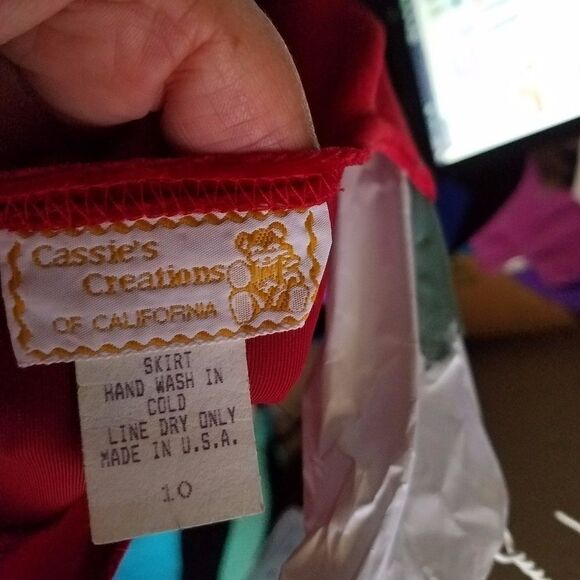 Cassie's
Creations
OF CALIFORNIA
SKIRT
HAND WASH IN
COLD
LINE DRY ONLY
MADE IN U.S.A.
10